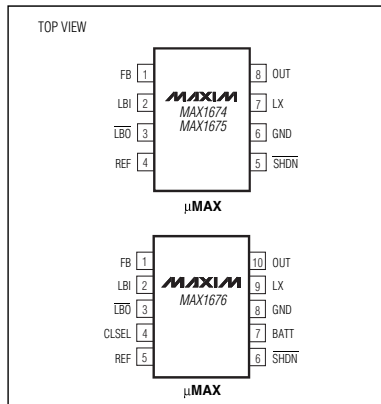 TOP VIEW
FB 1 8 OUT
LBI 2 MAXIM 7 LX
MAX1674
MAX1675
LBO 3 6 GND
REF 4 5 SHDN
µMAX
FB 1 10 OUT
LBI 2 MAXIM 9 LX
LBO 3 MAX1676 8 GND
CLSEL 4 7 BATT
REF 5 6 SHDN
µMAX